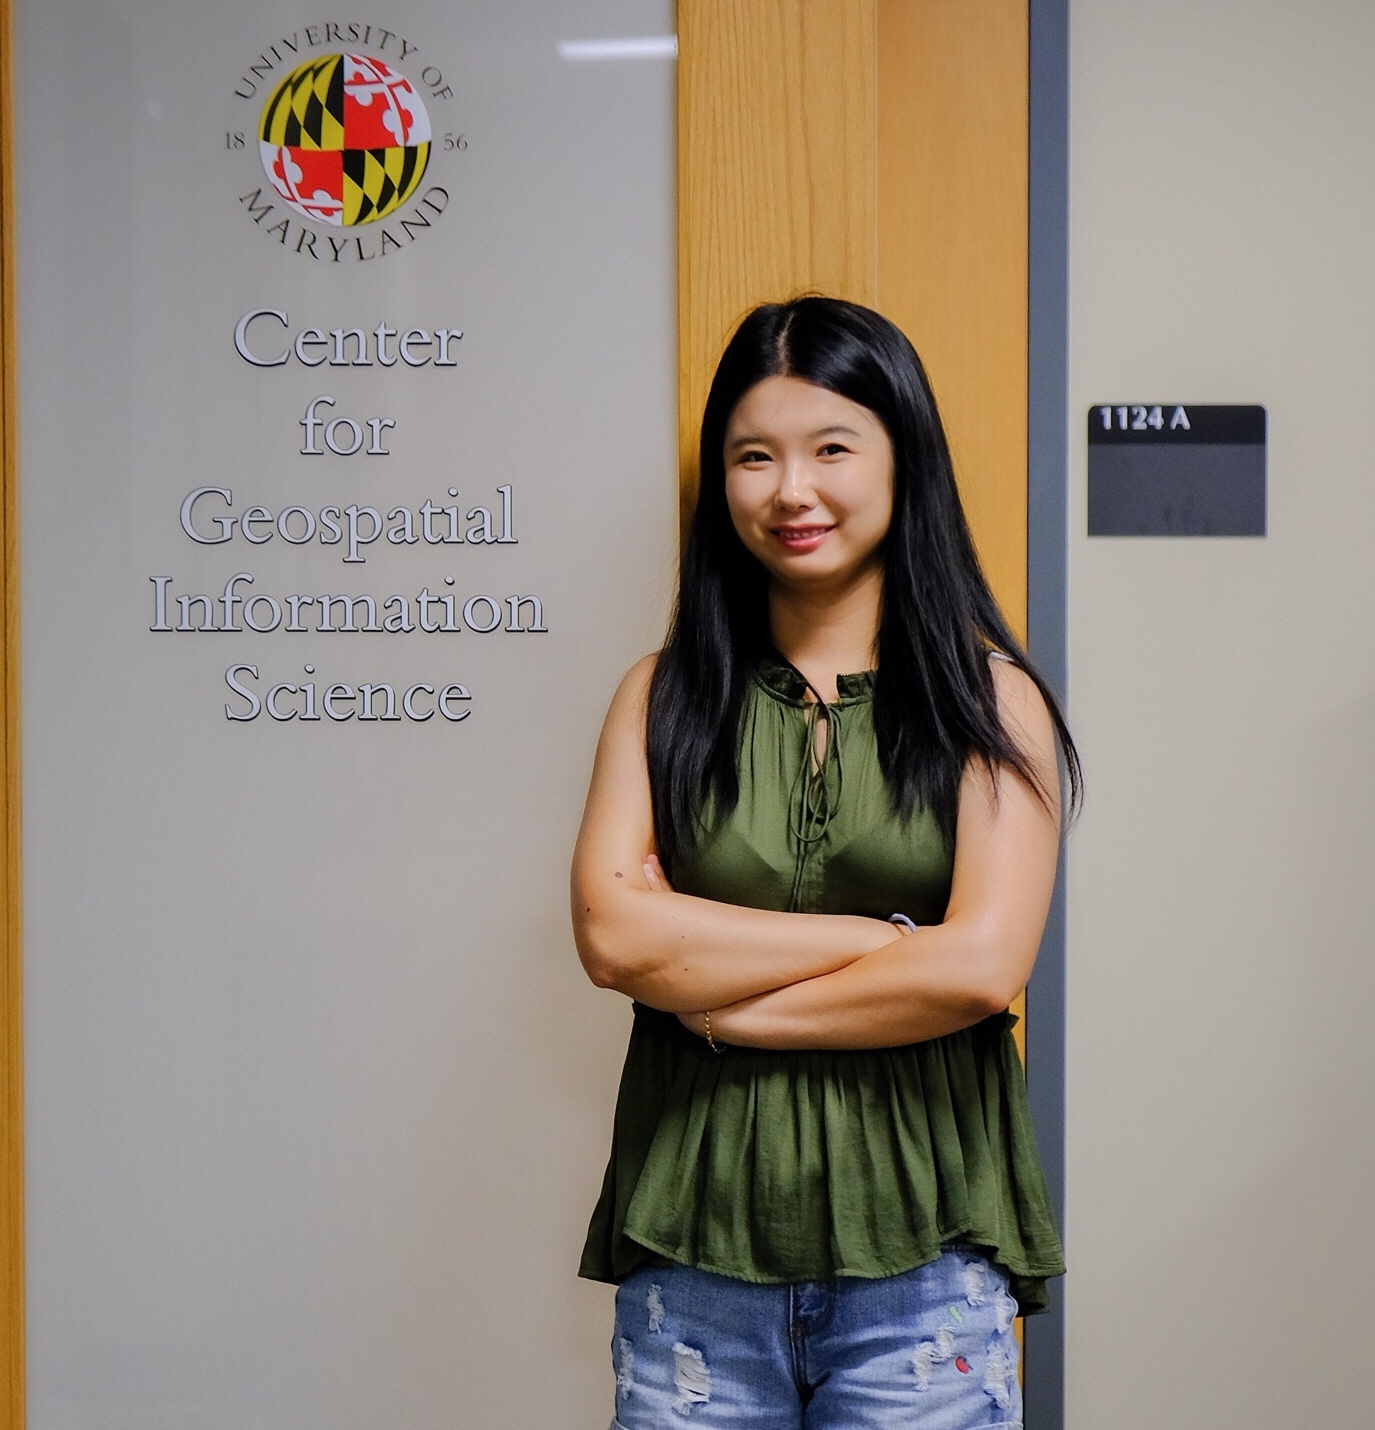 UNIVERSITY OF
18 56
MARYLAND
Center
for
Geospatial
Information
Science
1124 A